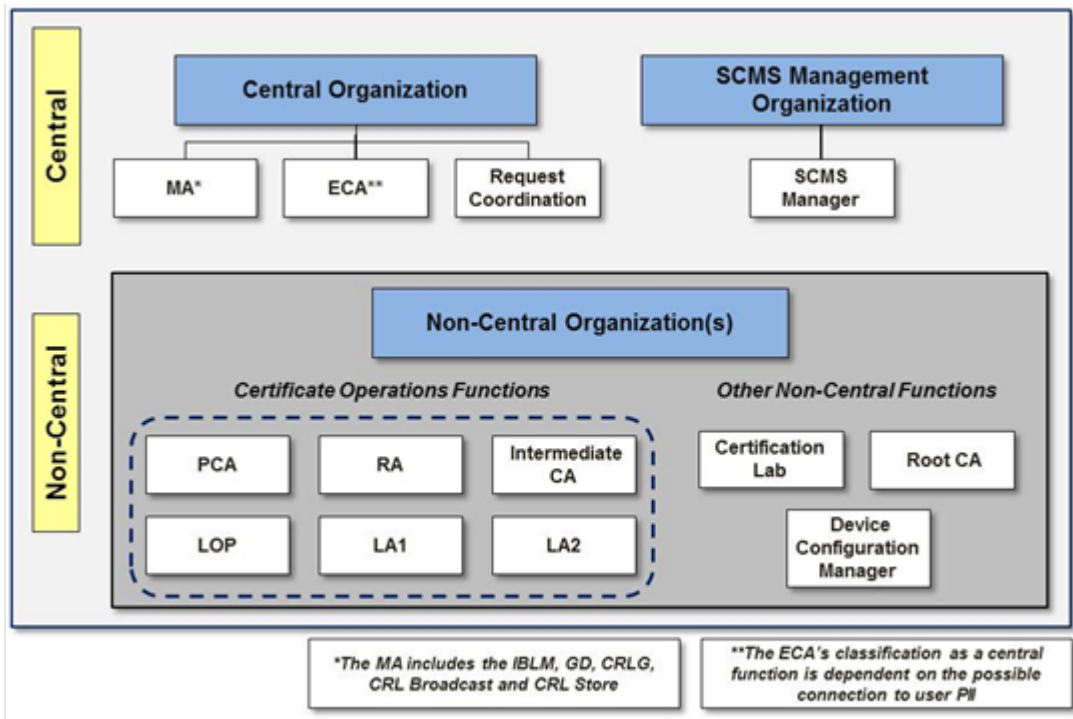 Central
Central Organization
SCMS Management
Organization
MA*
ECA**
Request
Coordination
SCMS
Manager
Non-Central
Non-Central Organization(s)
Certificate Operations Functions
Other Non-Central Functions
PCA
RA
Intermediate
CA
Certification
Lab
Root CA
LOP
LA1
LA2
Device
Configuration
Manager
*The MA includes the IBLM, GD, CRLG,
CRL Broadcast and CRL Store
**The ECA's classification as a central
function is dependent on the possible
connection to user PII